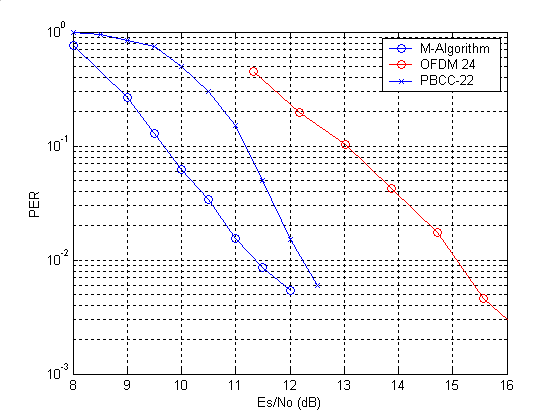 10^0
10^-1
10^-2
10^-3
PER
M-Algorithm
OFDM 24
PBCC-22
8 9 10 11 12 13 14 15 16
Es/No (dB)